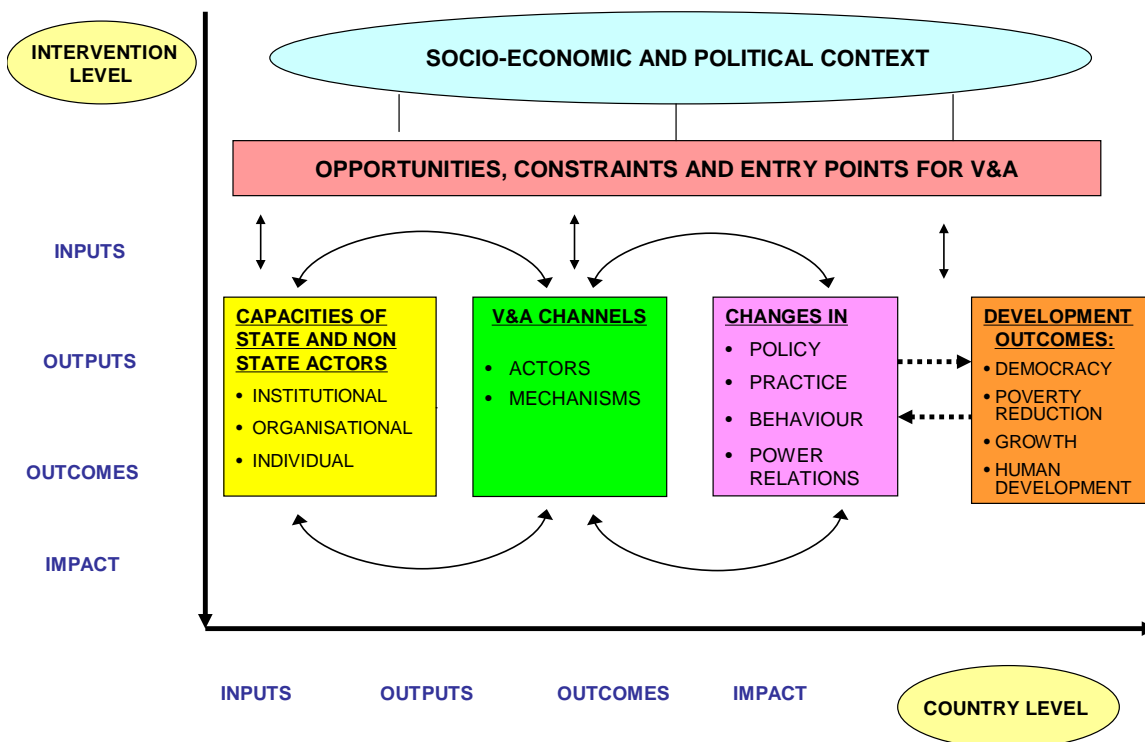 INTERVENTION
LEVEL
SOCIO-ECONOMIC AND POLITICAL CONTEXT
OPPORTUNITIES, CONSTRAINTS AND ENTRY POINTS FOR V&A
INPUTS
OUTPUTS
OUTCOMES
IMPACT
CAPACITIES OF
STATE AND NON
STATE ACTORS
• INSTITUTIONAL
• ORGANISATIONAL
• INDIVIDUAL
V&A CHANNELS
• ACTORS
• MECHANISMS
CHANGES IN
• POLICY
• PRACTICE
• BEHAVIOUR
• POWER
RELATIONS
DEVELOPMENT
OUTCOMES:
• DEMOCRACY
• POVERTY
REDUCTION
• GROWTH
• HUMAN
DEVELOPMENT
INPUTS OUTPUTS OUTCOMES IMPACT
COUNTRY LEVEL